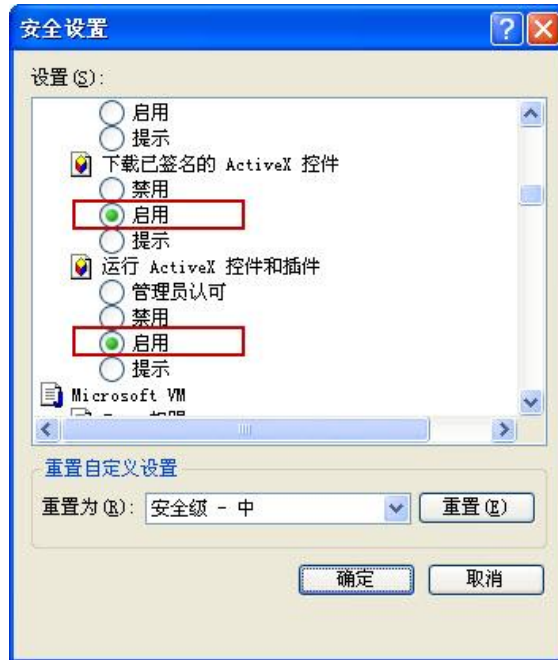 安全设置
设置(S):
启用
提示
下载已签名的 ActiveX 控件
禁用
启用
提示
运行 ActiveX 控件和插件
管理员认可
禁用
启用
提示
Microsoft VM
重置自定义设置
重置为(R): 安全级 - 中 重置(E)
确定 取消